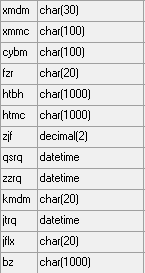 xmdm char(30)
xmmc char(100)
cybm char(100)
fzr char(20)
htbh char(1000)
htmc char(1000)
zjf decimal(2)
qsrq datetime
zzrq datetime
kmdm char(20)
jtrq datetime
jflx char(20)
bz char(1000)